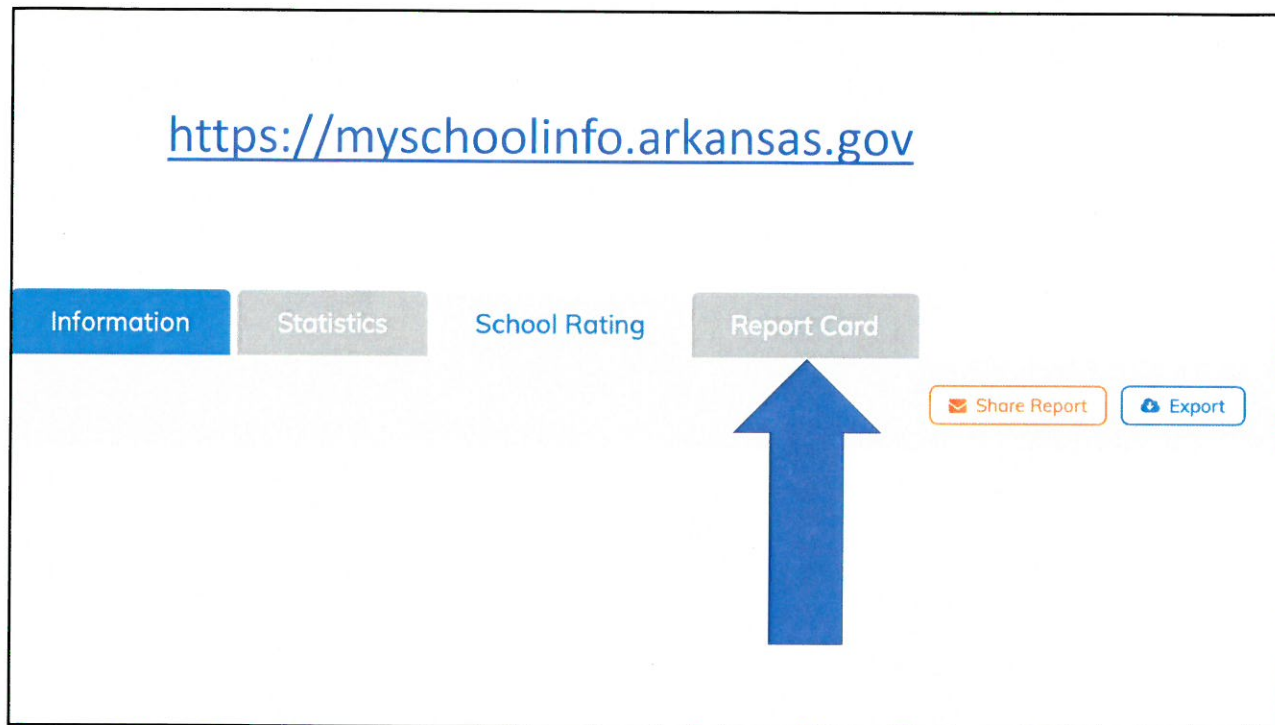 https://myschoolinfo.arkansas.gov
Information Statistics School Rating Report Card
Share Report Export